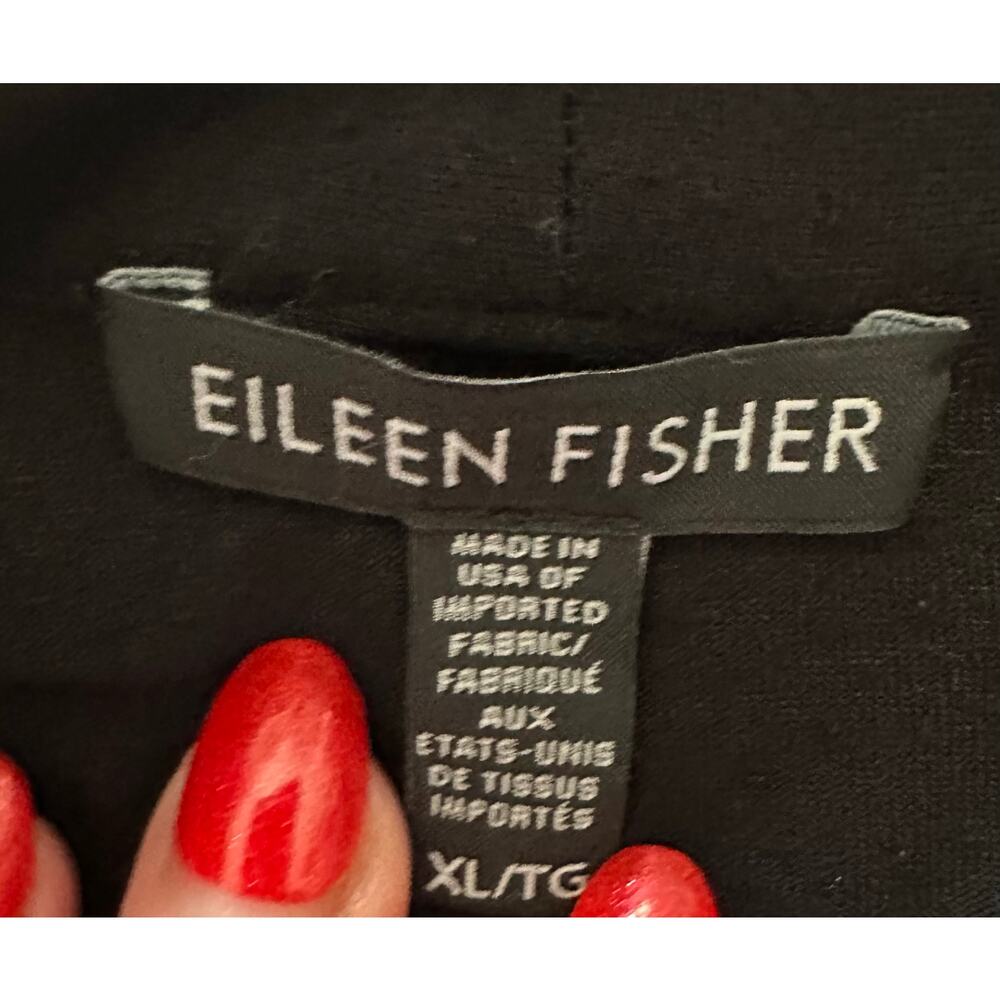 EILEEN FISHER
MADE IN
USA OF
IMPORTED
FABRIC/
FABRIQUÉ
AUX
ETATS-UNIS
DE TISSUS
IMPORTÉS
XL/TG